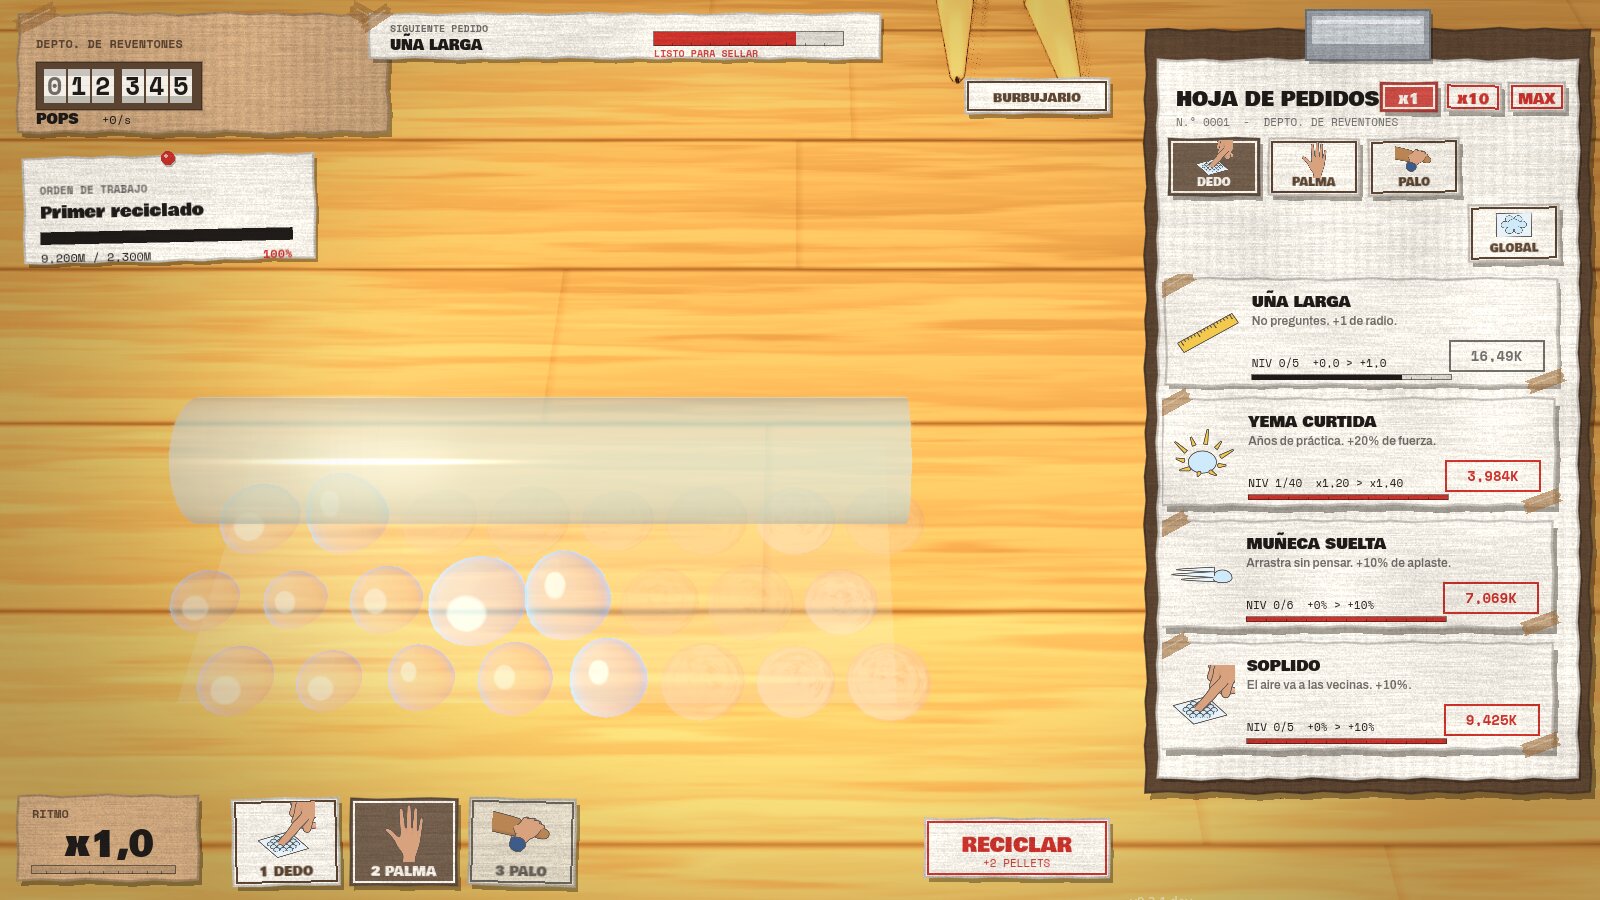 DEPTO. DE REVENTONES
012345
POPS +0/s
SIGUIENTE PEDIDO
UÑA LARGA
LISTO PARA SELLAR
BURBUJARIO
ORDEN DE TRABAJO
Primer reciclado
9,200M / 2,300M 100%
HOJA DE PEDIDOS x1 x10 MAX
N.° 0001 - DEPTO. DE REVENTONES
DEDO PALMA PALO
GLOBAL
UÑA LARGA
No preguntes. +1 de radio.
NIV 0/5 +0,0 > +1,0 16,49K
YEMA CURTIDA
Años de práctica. +20% de fuerza.
NIV 1/40 x1,20 > x1,40 3,984K
MUÑECA SUELTA
Arrastra sin pensar. +10% de aplaste.
NIV 0/6 +0% > +10% 7,069K
SOPLIDO
El aire va a las vecinas. +10%.
NIV 0/5 +0% > +10% 9,425K
RITMO
x1,0
1 DEDO 2 PALMA 3 PALO
RECICLAR
+2 PELLETS